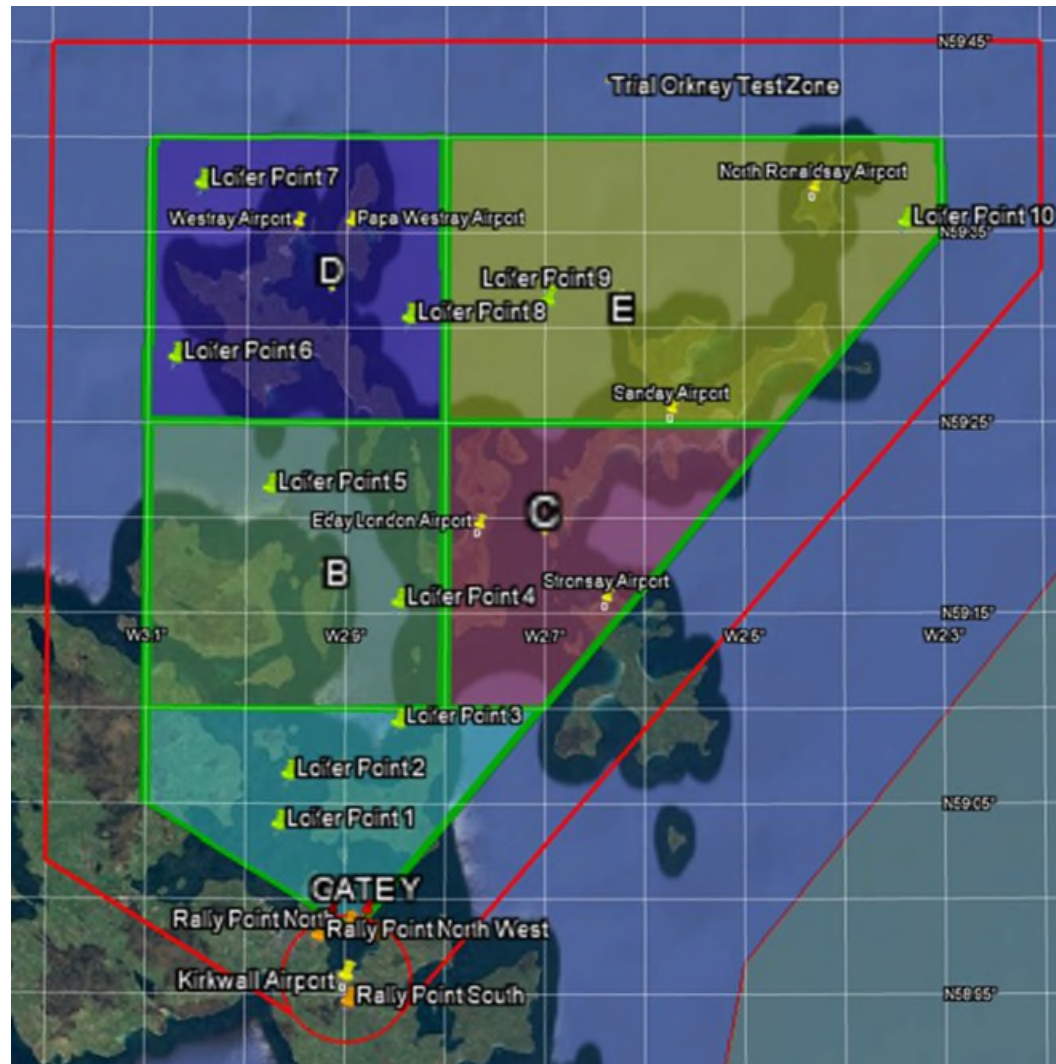 N59.45°
Trial Orkney Test Zone
Loiter Point 7
North Ronaldsay Airport
Westray Airport
Papa Westray Airport
Loiter Point 10
N59.35°
D
Loiter Point 9
E
Loiter Point 8
Loiter Point 6
Sanday Airport
N59.25°
Loiter Point 5
Eday London Airport
C
B
Stronsay Airport
Loiter Point 4
N59.15°
W3.1°
W2.9°
W2.7°
W2.5°
W2.3°
Loiter Point 3
Loiter Point 2
N59.05°
Loiter Point 1
GATE Y
Rally Point North
Rally Point North West
Kirkwall Airport
Rally Point South
N58.95°